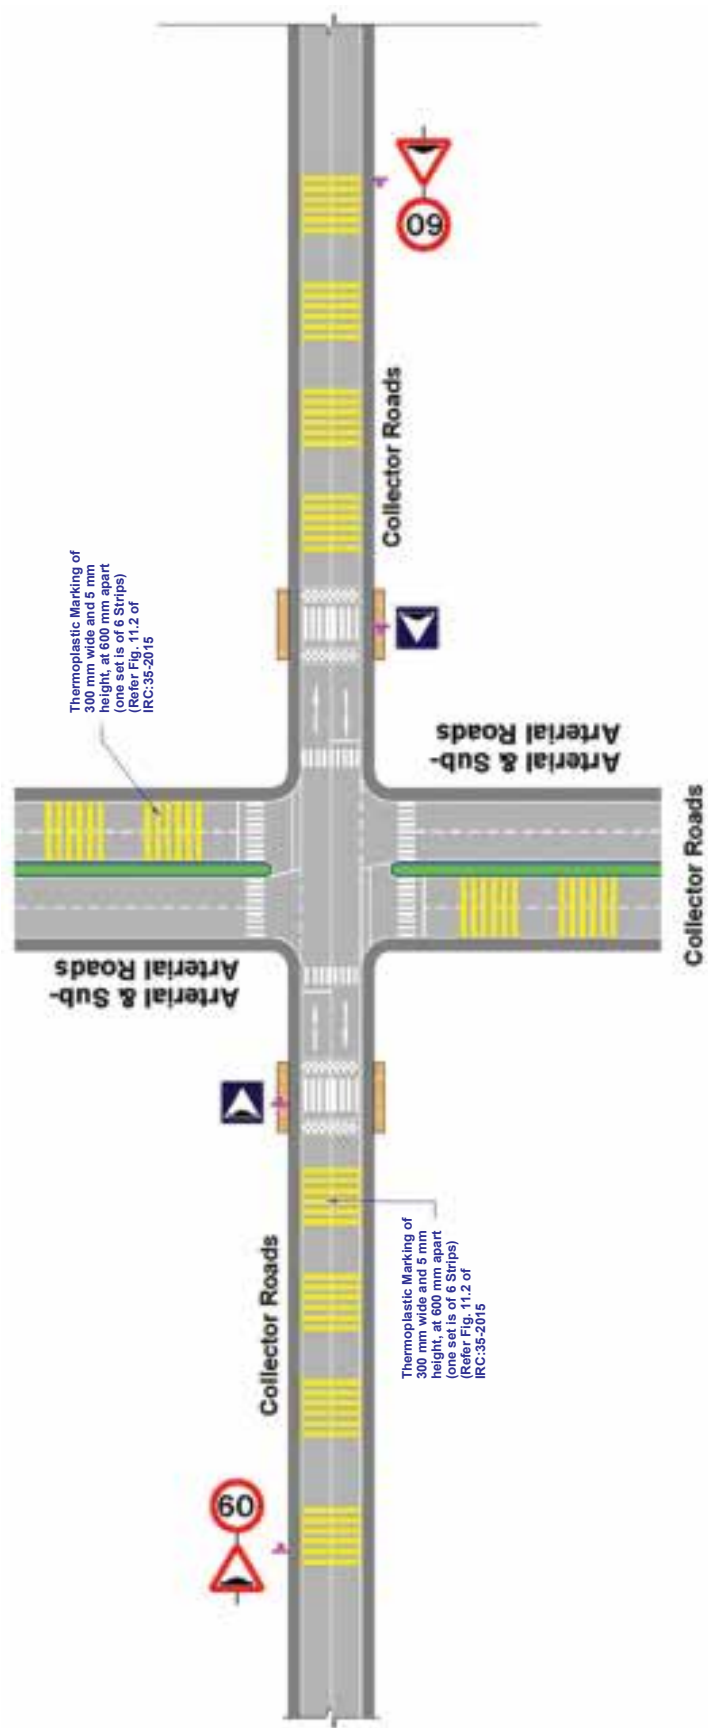 60
Collector Roads
Thermoplastic Marking of
300 mm wide and 5 mm
height, at 600 mm apart
(one set is of 6 Strips)
(Refer Fig. 11.2 of
IRC:35-2015
Arterial & Sub-
Arterial Roads
Thermoplastic Marking of
300 mm wide and 5 mm
height, at 600 mm apart
(one set is of 6 Strips)
(Refer Fig. 11.2 of
IRC:35-2015
Arterial & Sub-
Arterial Roads
Collector Roads
60
Collector Roads